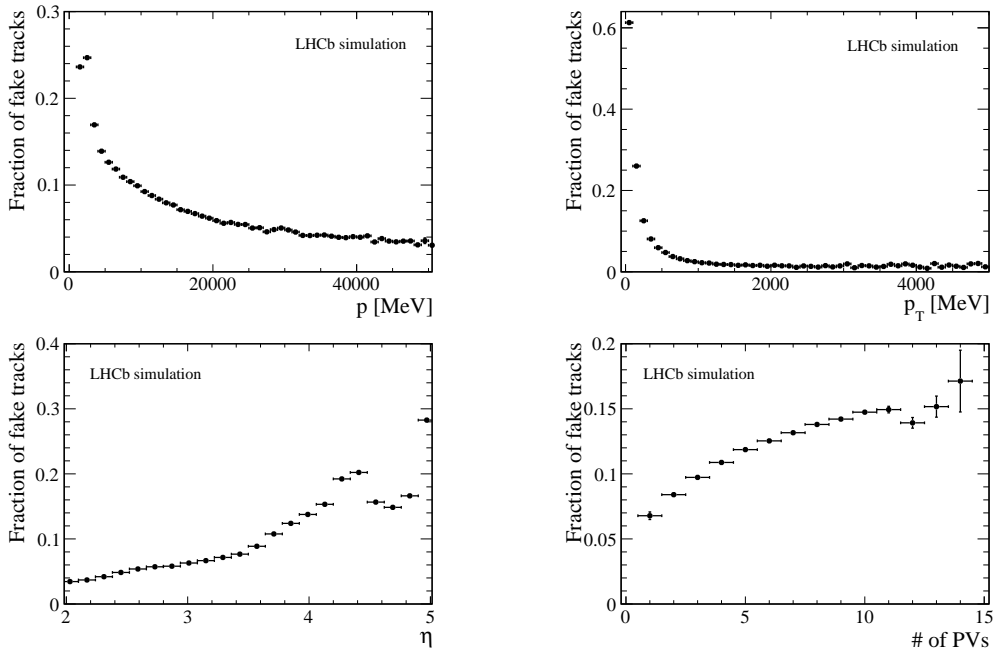 Fraction of fake tracks
0.3
0.2
0.1
0
LHCb simulation
0 20000 40000
p [MeV]
Fraction of fake tracks
0.6
0.4
0.2
0
LHCb simulation
0 2000 4000
p_T [MeV]
Fraction of fake tracks
0.4
0.3
0.2
0.1
0
LHCb simulation
2 3 4 5
η
Fraction of fake tracks
0.2
0.15
0.1
0.05
0
LHCb simulation
0 5 10 15
# of PVs